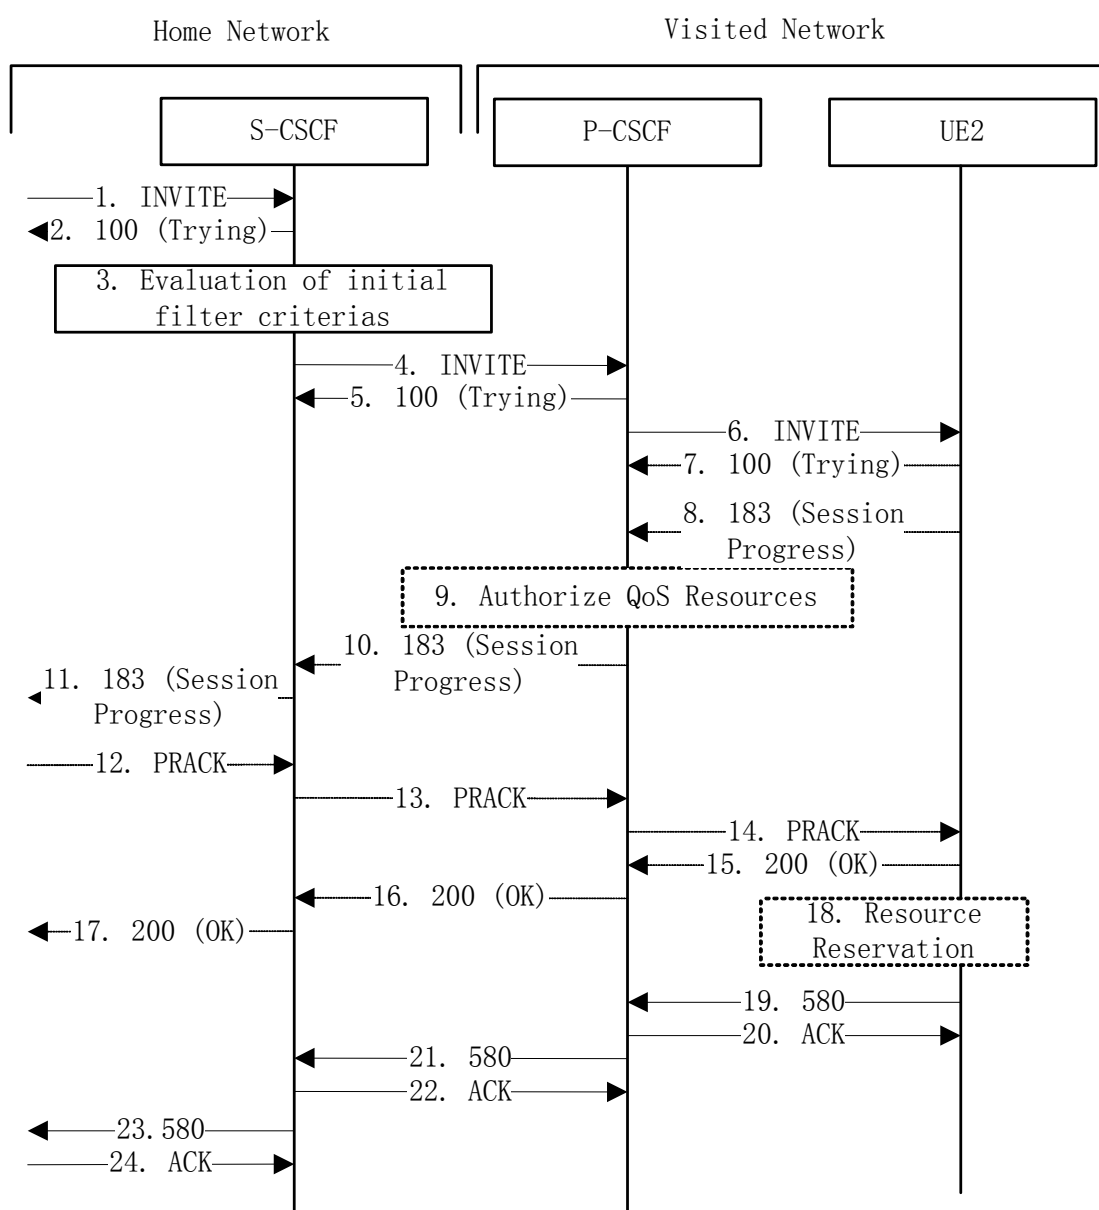 Home Network
Visited Network
S-CSCF
P-CSCF
UE2
1. INVITE
2. 100 (Trying)
3. Evaluation of initial
filter criterias
4. INVITE
5. 100 (Trying)
6. INVITE
7. 100 (Trying)
8. 183 (Session
Progress)
9. Authorize QoS Resources
10. 183 (Session
Progress)
11. 183 (Session
Progress)
12. PRACK
13. PRACK
14. PRACK
15. 200 (OK)
16. 200 (OK)
17. 200 (OK)
18. Resource
Reservation
19. 580
20. ACK
21. 580
22. ACK
23.580
24. ACK